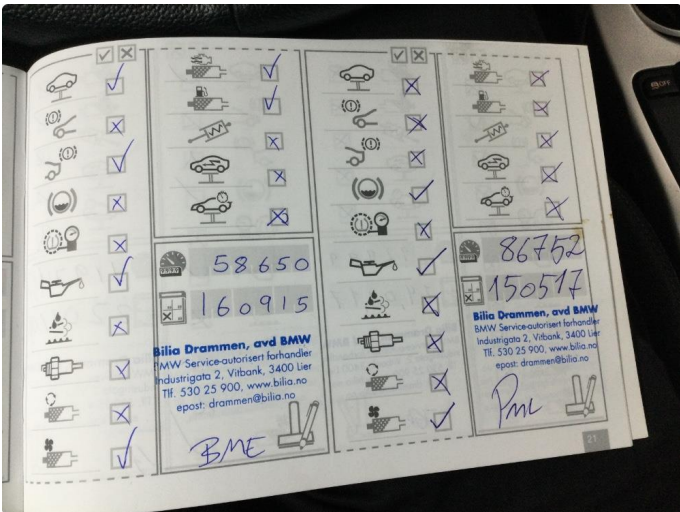 58650
160915
Bilia Drammen, avd BMW
BMW Service-autorisert forhandler
Industrigata 2, Vitbank, 3400 Lier
Tlf. 530 25 900, www.bilia.no
epost: drammen@bilia.no
BME
86752
150517
Bilia Drammen, avd BMW
BMW Service-autorisert forhandler
Industrigata 2, Vitbank, 3400 Lier
Tlf. 530 25 900, www.bilia.no
epost: drammen@bilia.no
21
OFF